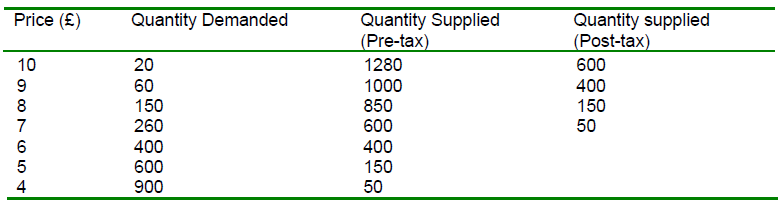 Price (£) Quantity Demanded Quantity Supplied Quantity supplied
(Pre-tax) (Post-tax)
10 20 1280 600
9 60 1000 400
8 150 850 150
7 260 600 50
6 400 400
5 600 150
4 900 50